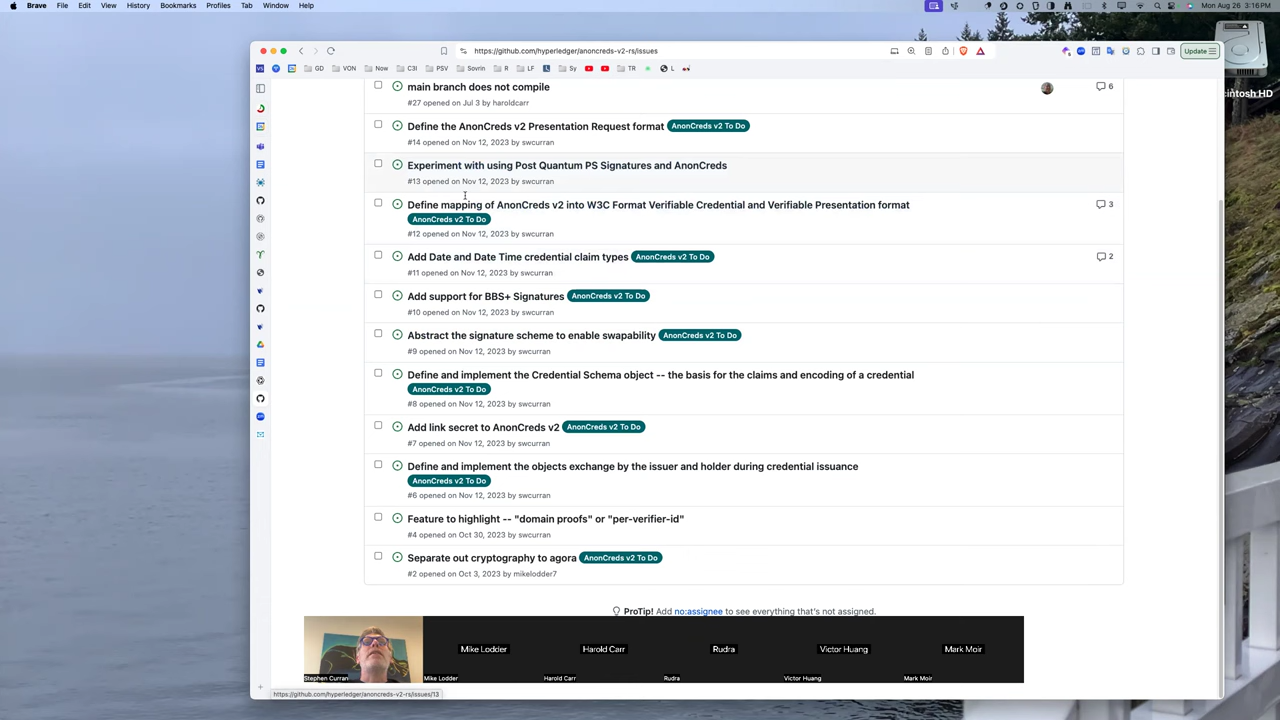 Brave File Edit View History Bookmarks Profiles Tab Window Help
Mon Aug 26 3:16 PM
https://github.com/hyperledger/anoncreds-v2-rs/issues
Update
GD VON Now C3I PSV Sovrin R LF Sy TR L
cintosh HD
main branch does not compile
6
#27 opened on Jul 3 by haroldcarr
Define the AnonCreds v2 Presentation Request format AnonCreds v2 To Do
#14 opened on Nov 12, 2023 by swcurran
Experiment with using Post Quantum PS Signatures and AnonCreds
#13 opened on Nov 12, 2023 by swcurran
Define mapping of AnonCreds v2 into W3C Format Verifiable Credential and Verifiable Presentation format
3
AnonCreds v2 To Do
#12 opened on Nov 12, 2023 by swcurran
Add Date and Date Time credential claim types AnonCreds v2 To Do
2
#11 opened on Nov 12, 2023 by swcurran
Add support for BBS+ Signatures AnonCreds v2 To Do
#10 opened on Nov 12, 2023 by swcurran
Abstract the signature scheme to enable swapability AnonCreds v2 To Do
#9 opened on Nov 12, 2023 by swcurran
Define and implement the Credential Schema object -- the basis for the claims and encoding of a credential
AnonCreds v2 To Do
#8 opened on Nov 12, 2023 by swcurran
Add link secret to AnonCreds v2 AnonCreds v2 To Do
#7 opened on Nov 12, 2023 by swcurran
Define and implement the objects exchange by the issuer and holder during credential issuance
AnonCreds v2 To Do
#6 opened on Nov 12, 2023 by swcurran
Feature to highlight -- "domain proofs" or "per-verifier-id"
#4 opened on Oct 30, 2023 by swcurran
Separate out cryptography to agora AnonCreds v2 To Do
#2 opened on Oct 3, 2023 by mikelodder7
ProTip! Add no:assignee to see everything that's not assigned.
Mike Lodder Harold Carr Rudra Victor Huang Mark Moir
Stephen Curran Mike Lodder Harold Carr Rudra Victor Huang Mark Moir
https://github.com/hyperledger/anoncreds-v2-rs/issues/13